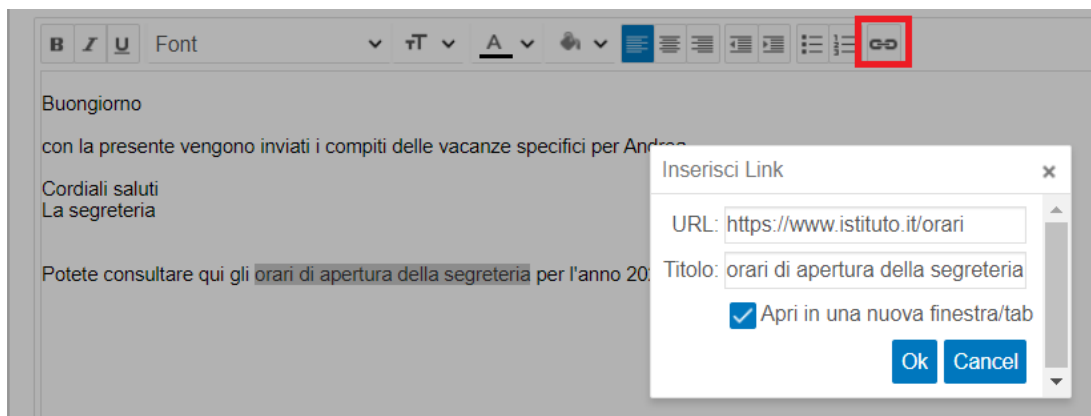 B I U Font A
Buongiorno
con la presente vengono inviati i compiti delle vacanze specifici per
Cordiali saluti
La segreteria
Potete consultare qui gli orari di apertura della segreteria per l'anno
Inserisci Link ×
URL: https://www.istituto.it/orari
Titolo: orari di apertura della segreteria
Apri in una nuova finestra/tab
Ok Cancel